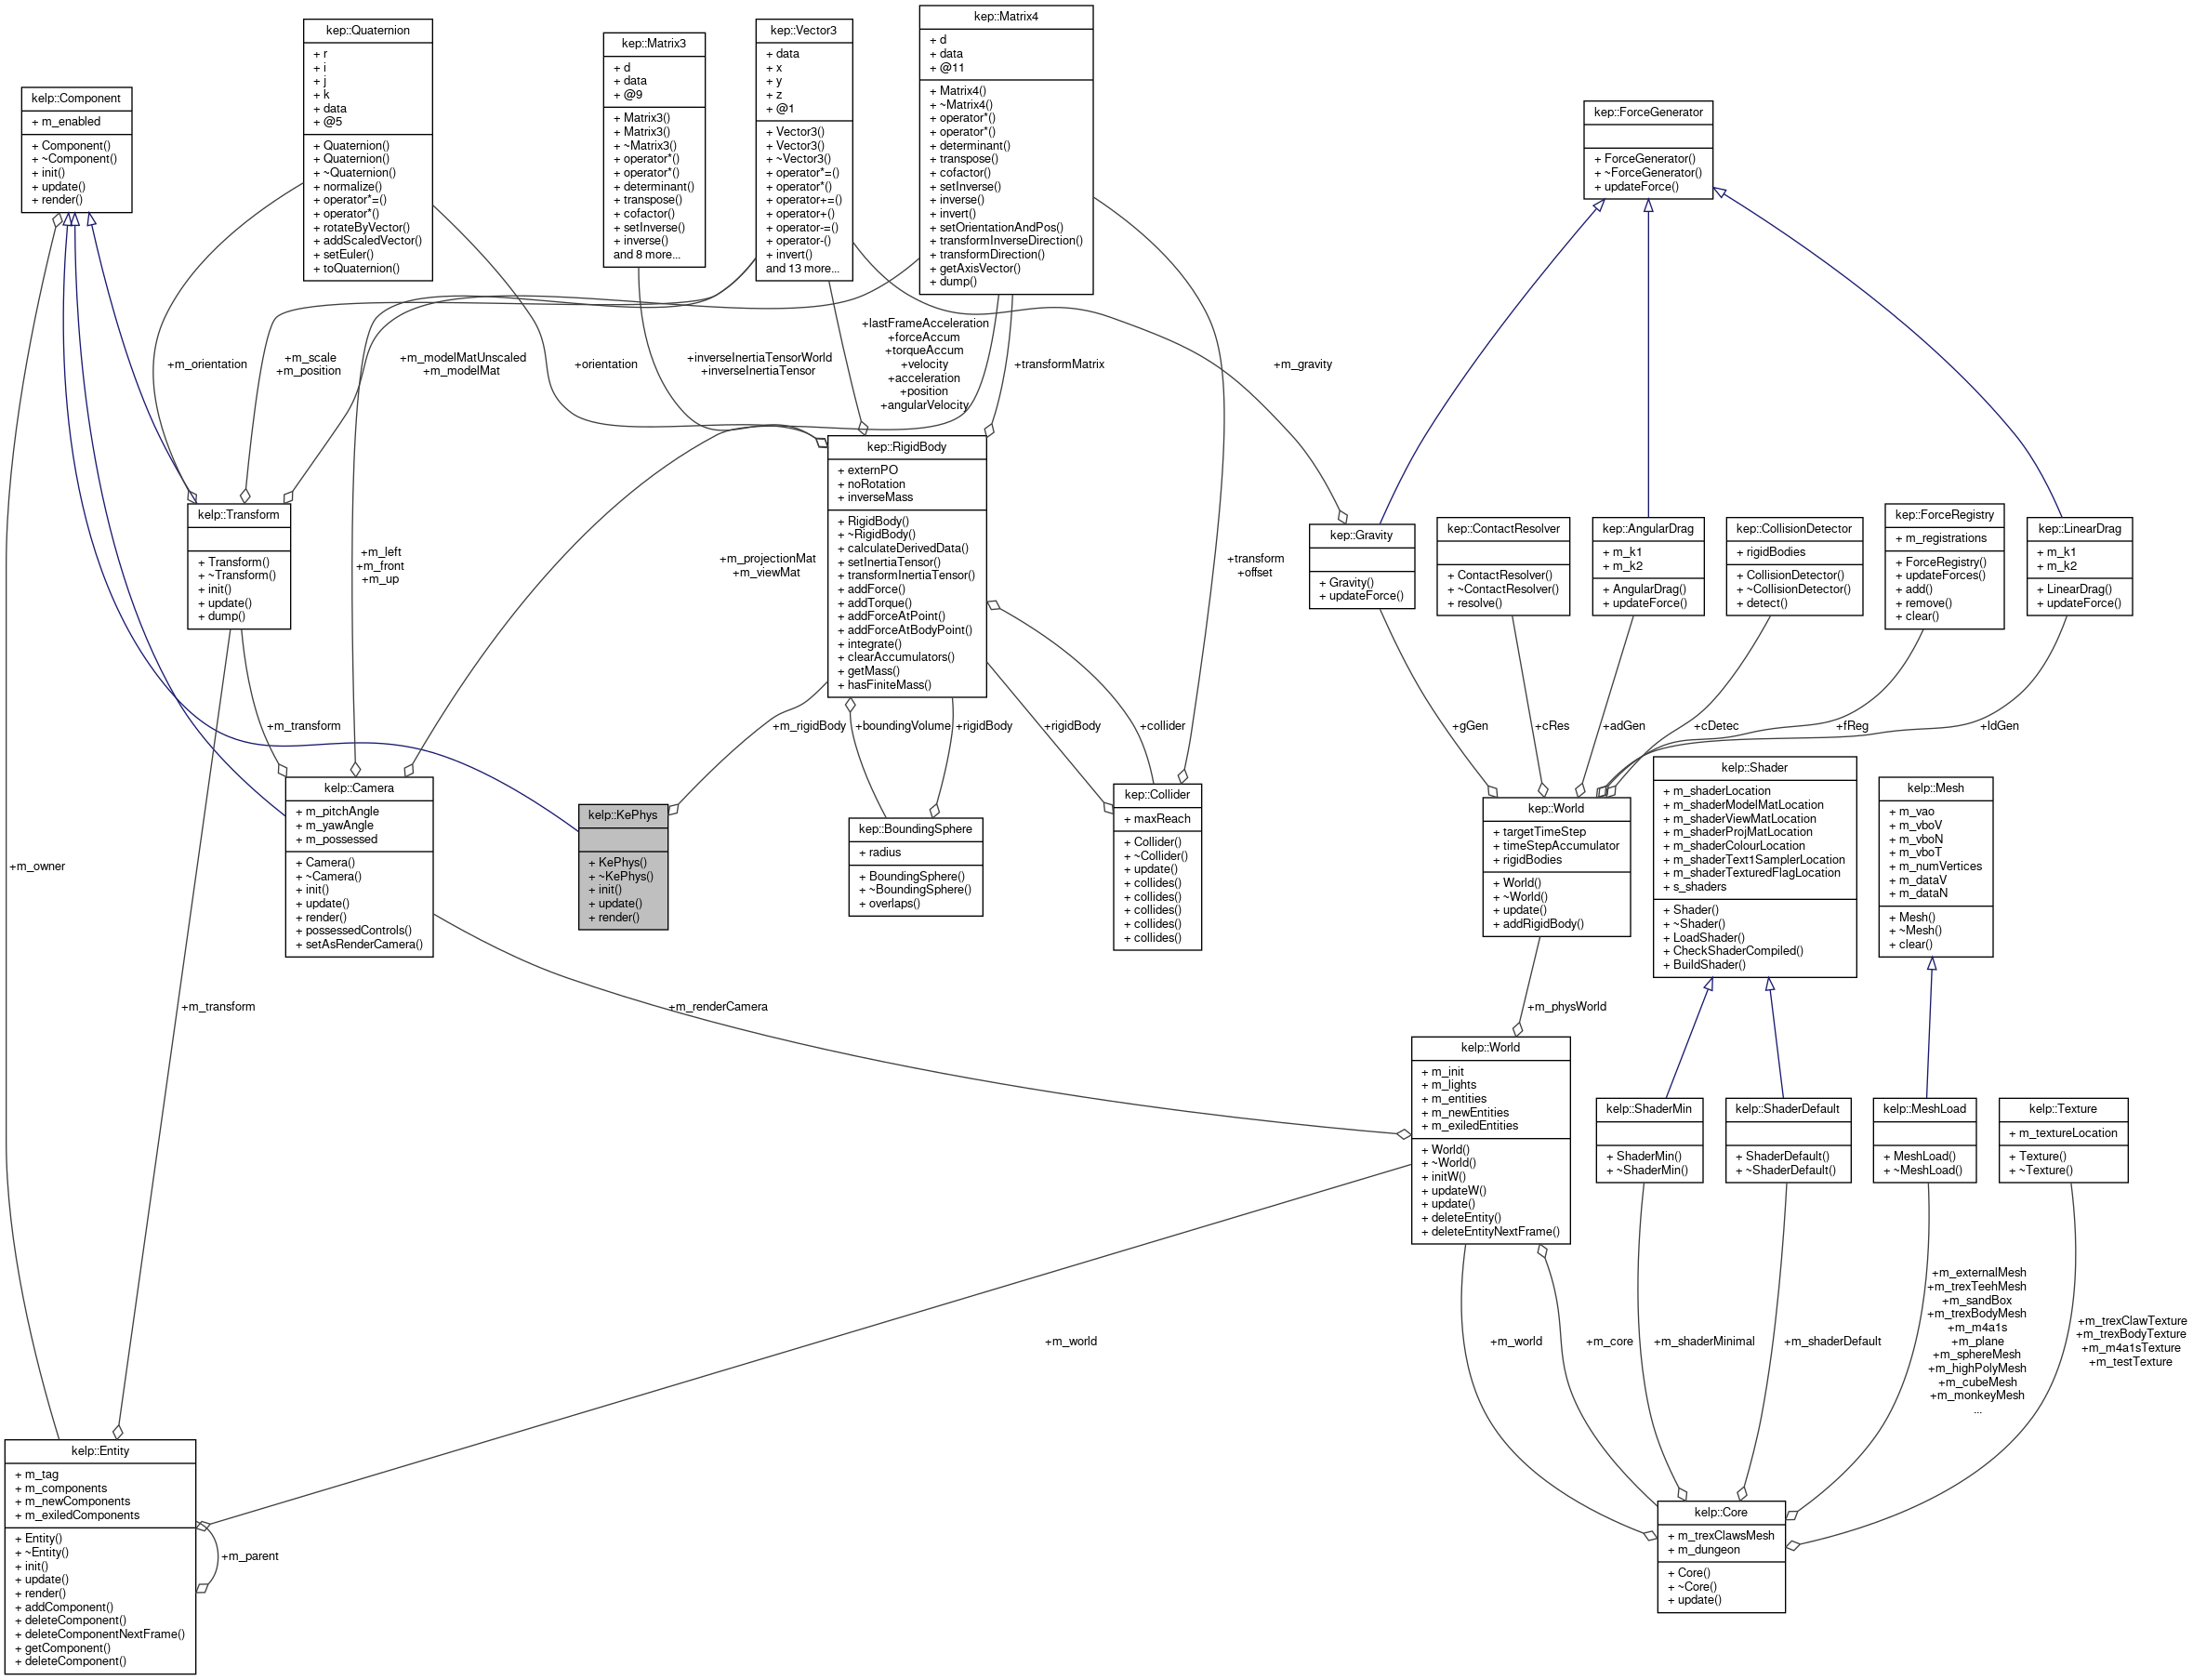 kelp::Component
+ m_enabled
+ Component()
+ ~Component()
+ init()
+ update()
+ render()
kep::Quaternion
+ r
+ i
+ j
+ k
+ data
+ @5
+ Quaternion()
+ Quaternion()
+ ~Quaternion()
+ normalize()
+ operator*=()
+ operator*()
+ rotateByVector()
+ addScaledVector()
+ setEuler()
+ toQuaternion()
kep::Matrix3
+ d
+ data
+ @9
+ Matrix3()
+ Matrix3()
+ ~Matrix3()
+ operator*()
+ operator*()
+ determinant()
+ transpose()
+ cofactor()
+ setInverse()
+ inverse()
and 8 more...
kep::Vector3
+ data
+ x
+ y
+ z
+ @1
+ Vector3()
+ Vector3()
+ ~Vector3()
+ operator*=()
+ operator*()
+ operator+=()
+ operator+()
+ operator-=()
+ operator-()
+ invert()
and 13 more...
kep::Matrix4
+ d
+ data
+ @11
+ Matrix4()
+ ~Matrix4()
+ operator*()
+ operator*()
+ determinant()
+ transpose()
+ cofactor()
+ setInverse()
+ inverse()
+ invert()
+ setOrientationAndPos()
+ transformInverseDirection()
+ transformDirection()
+ getAxisVector()
+ dump()
kep::ForceGenerator
+ ForceGenerator()
+ ~ForceGenerator()
+ updateForce()
+m_orientation
+m_scale
+m_position
+m_modelMatUnscaled
+m_modelMat
+orientation
+inverseInertiaTensorWorld
+inverseInertiaTensor
+lastFrameAcceleration
+forceAccum
+torqueAccum
+velocity
+acceleration
+position
+angularVelocity
+transformMatrix
+m_gravity
kelp::Transform
+ Transform()
+ ~Transform()
+ init()
+ update()
+ dump()
+m_left
+m_front
+m_up
+m_projectionMat
+m_viewMat
kep::RigidBody
+ externPO
+ noRotation
+ inverseMass
+ RigidBody()
+ ~RigidBody()
+ calculateDerivedData()
+ setInertiaTensor()
+ transformInertiaTensor()
+ addForce()
+ addTorque()
+ addForceAtPoint()
+ addForceAtBodyPoint()
+ integrate()
+ clearAccumulators()
+ getMass()
+ hasFiniteMass()
+transform
+offset
kep::Gravity
+ Gravity()
+ updateForce()
kep::ContactResolver
+ ContactResolver()
+ ~ContactResolver()
+ resolve()
kep::AngularDrag
+ m_k1
+ m_k2
+ AngularDrag()
+ updateForce()
kep::CollisionDetector
+ rigidBodies
+ CollisionDetector()
+ ~CollisionDetector()
+ detect()
kep::ForceRegistry
+ m_registrations
+ ForceRegistry()
+ updateForces()
+ add()
+ remove()
+ clear()
kep::LinearDrag
+ m_k1
+ m_k2
+ LinearDrag()
+ updateForce()
+m_transform
+m_rigidBody
+boundingVolume
+rigidBody
+rigidBody
+collider
+gGen
+cRes
+adGen
+cDetec
+fReg
+ldGen
kelp::Camera
+ m_pitchAngle
+ m_yawAngle
+ m_possessed
+ Camera()
+ ~Camera()
+ init()
+ update()
+ render()
+ possessedControls()
+ setAsRenderCamera()
kelp::KePhys
+ KePhys()
+ ~KePhys()
+ init()
+ update()
+ render()
kep::BoundingSphere
+ radius
+ BoundingSphere()
+ ~BoundingSphere()
+ overlaps()
kep::Collider
+ maxReach
+ Collider()
+ ~Collider()
+ update()
+ collides()
+ collides()
+ collides()
+ collides()
+ collides()
kep::World
+ targetTimeStep
+ timeStepAccumulator
+ rigidBodies
+ World()
+ ~World()
+ update()
+ addRigidBody()
kelp::Shader
+ m_shaderLocation
+ m_shaderModelMatLocation
+ m_shaderViewMatLocation
+ m_shaderProjMatLocation
+ m_shaderColourLocation
+ m_shaderText1SamplerLocation
+ m_shaderTexturedFlagLocation
+ s_shaders
+ Shader()
+ ~Shader()
+ LoadShader()
+ CheckShaderCompiled()
+ BuildShader()
kelp::Mesh
+ m_vao
+ m_vboV
+ m_vboN
+ m_vboT
+ m_numVertices
+ m_dataV
+ m_dataN
+ Mesh()
+ ~Mesh()
+ clear()
+m_owner
+m_transform
+m_renderCamera
+m_physWorld
kelp::World
+ m_init
+ m_lights
+ m_entities
+ m_newEntities
+ m_exiledEntities
+ World()
+ ~World()
+ initW()
+ updateW()
+ update()
+ deleteEntity()
+ deleteEntityNextFrame()
kelp::ShaderMin
+ ShaderMin()
+ ~ShaderMin()
kelp::ShaderDefault
+ ShaderDefault()
+ ~ShaderDefault()
kelp::MeshLoad
+ MeshLoad()
+ ~MeshLoad()
kelp::Texture
+ m_textureLocation
+ Texture()
+ ~Texture()
+m_world
+m_world
+m_core
+m_shaderMinimal
+m_shaderDefault
+m_externalMesh
+m_trexTeehMesh
+m_sandBox
+m_trexBodyMesh
+m_m4a1s
+m_plane
+m_sphereMesh
+m_highPolyMesh
+m_cubeMesh
+m_monkeyMesh
...
+m_trexClawTexture
+m_trexBodyTexture
+m_m4a1sTexture
+m_testTexture
kelp::Entity
+ m_tag
+ m_components
+ m_newComponents
+ m_exiledComponents
+ Entity()
+ ~Entity()
+ init()
+ update()
+ render()
+ addComponent()
+ deleteComponent()
+ deleteComponentNextFrame()
+ getComponent()
+ deleteComponent()
+m_parent
kelp::Core
+ m_trexClawsMesh
+ m_dungeon
+ Core()
+ ~Core()
+ update()